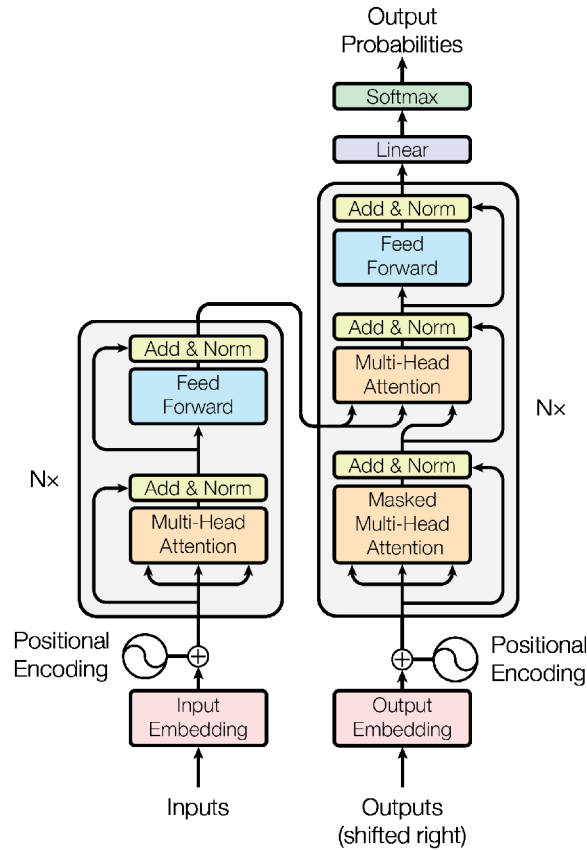 Output
Probabilities
Softmax
Linear
Add & Norm
Feed
Forward
Add & Norm
Multi-Head
Attention
Add & Norm
Masked
Multi-Head
Attention
N×
Positional
Encoding
Output
Embedding
Outputs
(shifted right)
Add & Norm
Feed
Forward
Add & Norm
Multi-Head
Attention
N×
Positional
Encoding
Input
Embedding
Inputs